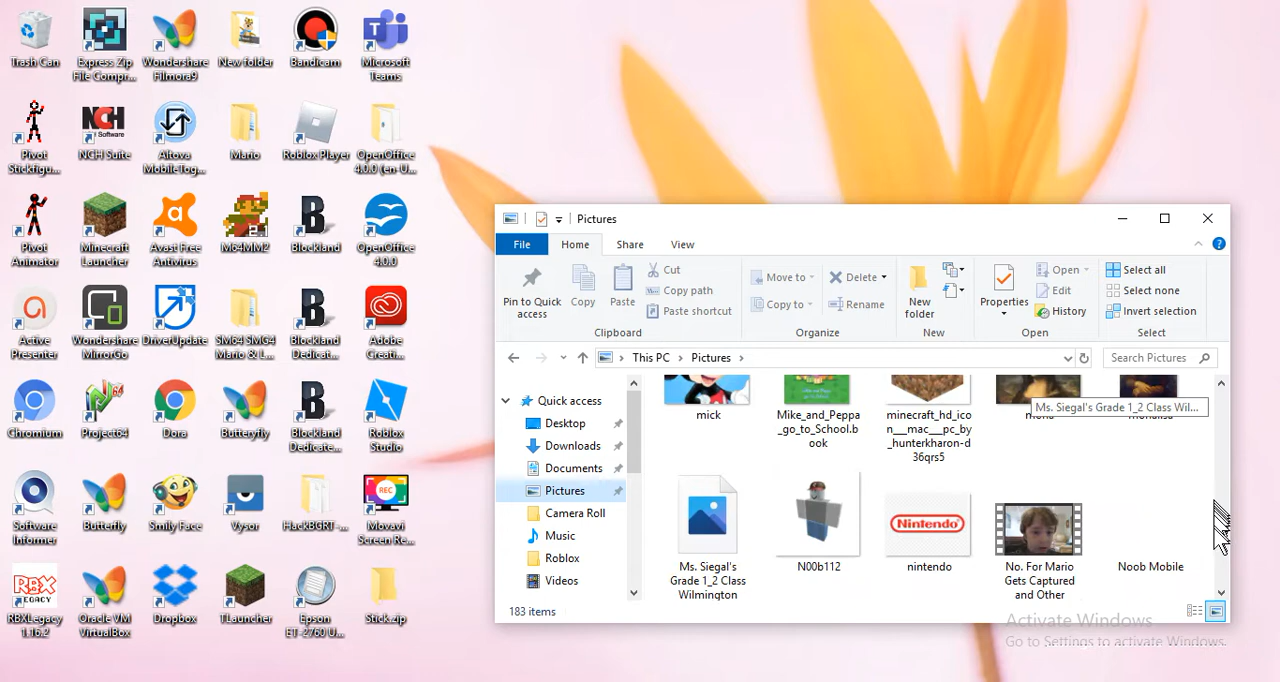 Trash Can
Express Zip
File Compr...
Wondershare
Filmora9
New folder
Bandicam
Microsoft
Teams
Pivot
Stickfigu...
NCH Software
NCH Suite
Altova
MobileTog...
Mario
Roblox Player
OpenOffice
4.0.0 (en-U...
Pivot
Animator
Minecraft
Launcher
Avast Free
Antivirus
M64MM2
Blockland
OpenOffice
4.0.0
Active
Presenter
Wondershare
MirrorGo
DriverUpdate
SM64 SMG4
Mario & L...
Blockland
Dedicat...
Adobe
Creati...
Chromium
Project64
Dora
Butteryfly
Blockland
Dedicate...
Roblox
Studio
Software
Informer
Butterfly
Smily Face
Vysor
HackBGRT-...
REC
Movavi
Screen Re...
RBX
LEGACY
RBXLegacy
1.16.2
Oracle VM
VirtualBox
Dropbox
TLauncher
Epson
ET-2760 U...
Stick.zip
Pictures
File
Home
Share
View
Pin to Quick
access
Copy
Paste
Cut
Copy path
Paste shortcut
Clipboard
Move to
Copy to
Delete
Rename
Organize
New
folder
New
Properties
Open
Edit
History
Open
Select all
Select none
Invert selection
Select
This PC
Pictures
Search Pictures
Quick access
Desktop
Downloads
Documents
Pictures
Camera Roll
Music
Roblox
Videos
mick
Mike_and_Peppa
_go_to_School.b
ook
minecraft_hd_ico
n___mac___pc_by
_hunterkharon-d
36qrs5
Ms. Siegal's Grade 1_2 Class Wil...
Ms. Siegal's
Grade 1_2 Class
Wilmington
N00b112
Nintendo
nintendo
No. For Mario
Gets Captured
and Other
Noob Mobile
183 items
Activate Windows
Go to Settings to activate Windows.